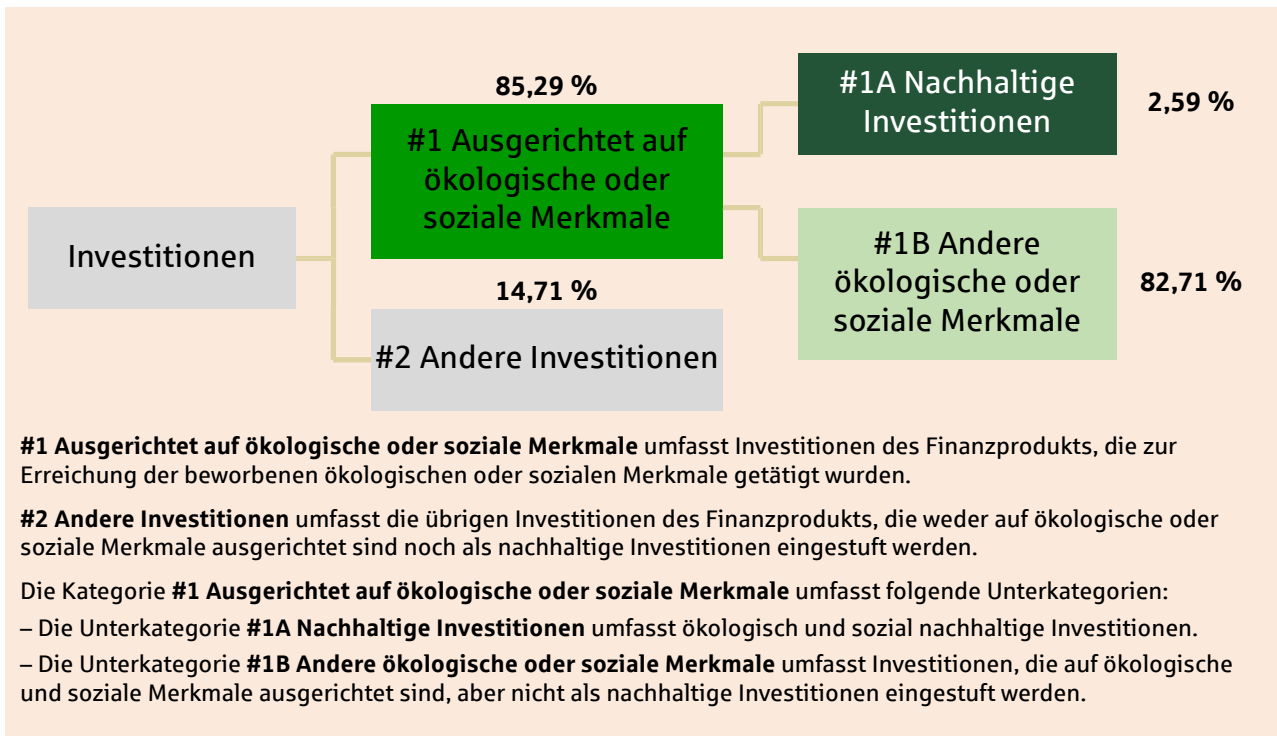 85,29 %
#1 Ausgerichtet auf
ökologische oder
soziale Merkmale
#1A Nachhaltige
Investitionen
2,59 %
Investitionen
#1B Andere
ökologische oder
soziale Merkmale
82,71 %
14,71 %
#2 Andere Investitionen
#1 Ausgerichtet auf ökologische oder soziale Merkmale umfasst Investitionen des Finanzprodukts, die zur
Erreichung der beworbenen ökologischen oder sozialen Merkmale getätigt wurden.
#2 Andere Investitionen umfasst die übrigen Investitionen des Finanzprodukts, die weder auf ökologische oder
soziale Merkmale ausgerichtet sind noch als nachhaltige Investitionen eingestuft werden.
Die Kategorie #1 Ausgerichtet auf ökologische oder soziale Merkmale umfasst folgende Unterkategorien:
– Die Unterkategorie #1A Nachhaltige Investitionen umfasst ökologisch und sozial nachhaltige Investitionen.
– Die Unterkategorie #1B Andere ökologische oder soziale Merkmale umfasst Investitionen, die auf ökologische
und soziale Merkmale ausgerichtet sind, aber nicht als nachhaltige Investitionen eingestuft werden.